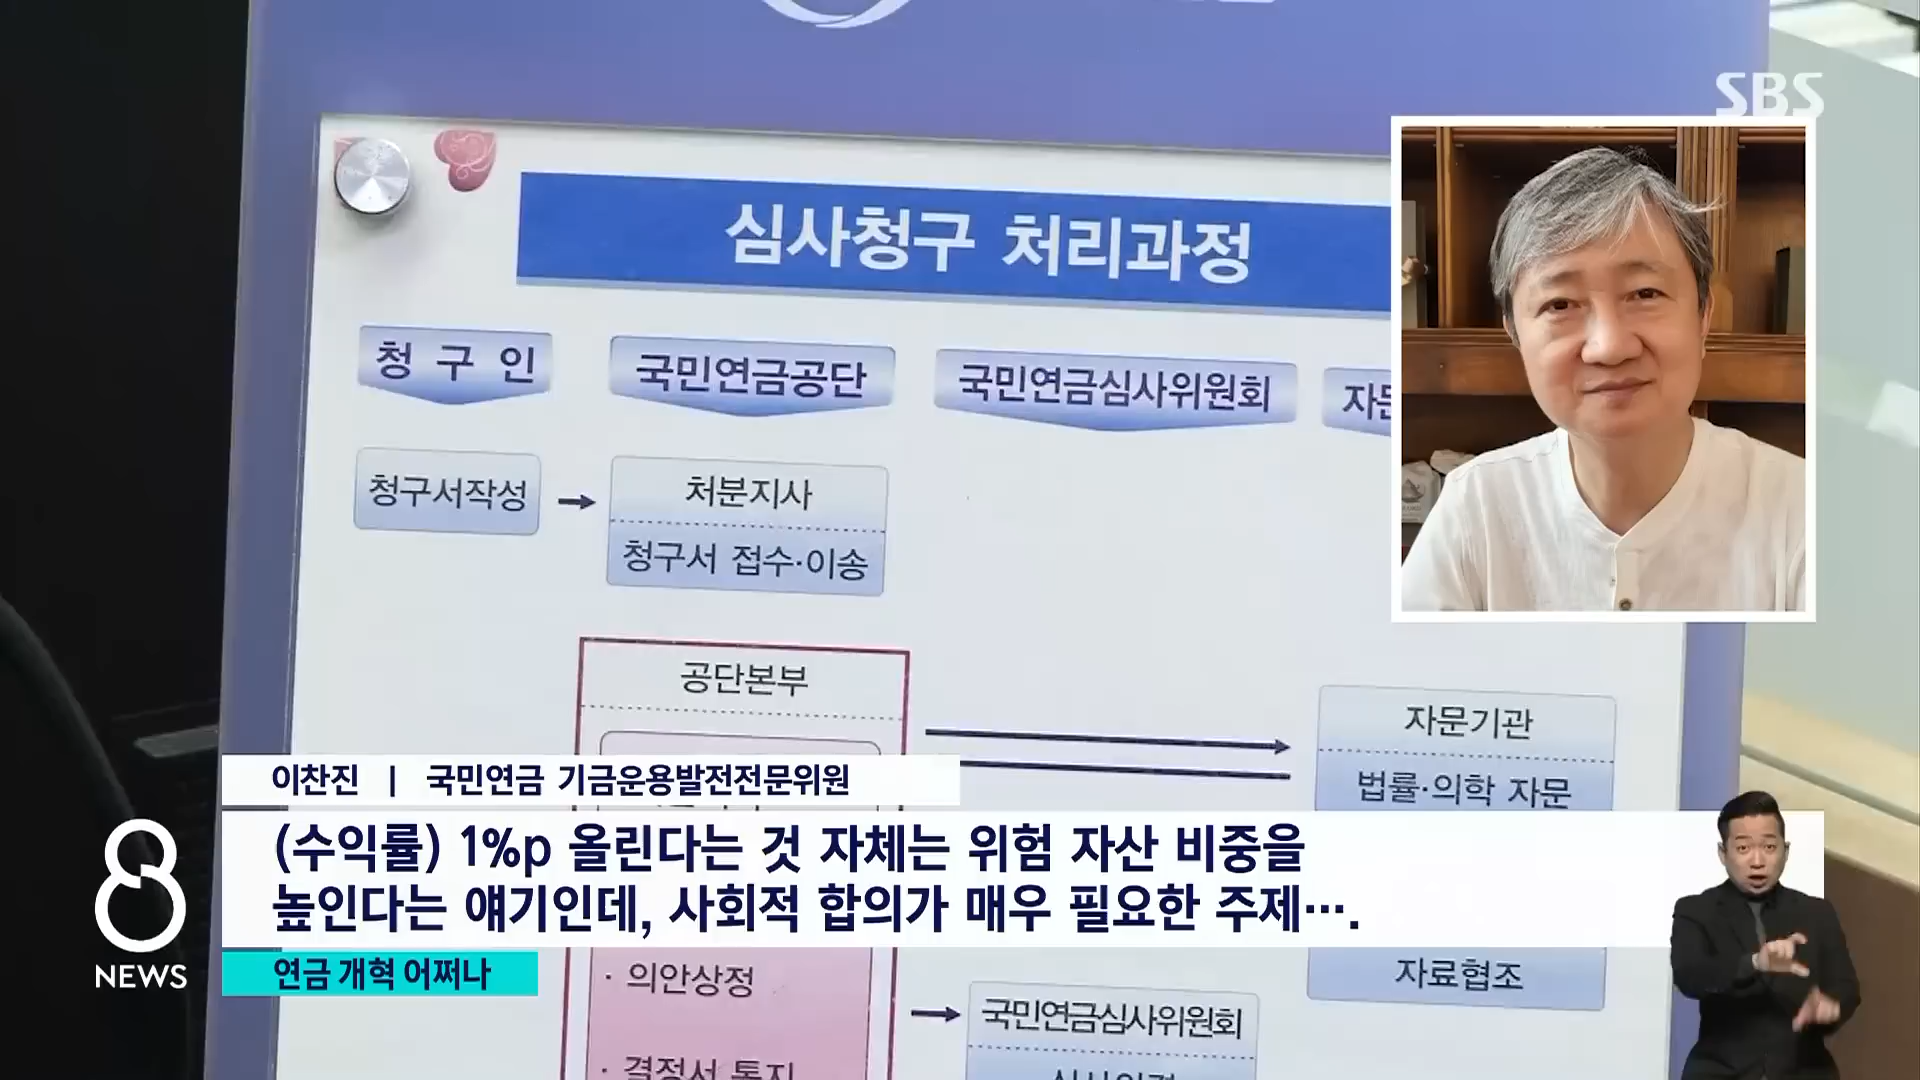 SBS
심사청구 처리과정
청 구 인
국민연금공단
국민연금심사위원회
청구서작성
처분지사
청구서 접수·이송
공단본부
자문기관
법률·의학 자문
이찬진 | 국민연금 기금운용발전전문위원
(수익률) 1%p 올린다는 것 자체는 위험 자산 비중을
높인다는 얘기인데, 사회적 합의가 매우 필요한 주제….
8 NEWS
연금 개혁 어쩌나
· 의안상정
자료협조
국민연금심사위원회
· 결정서 통지